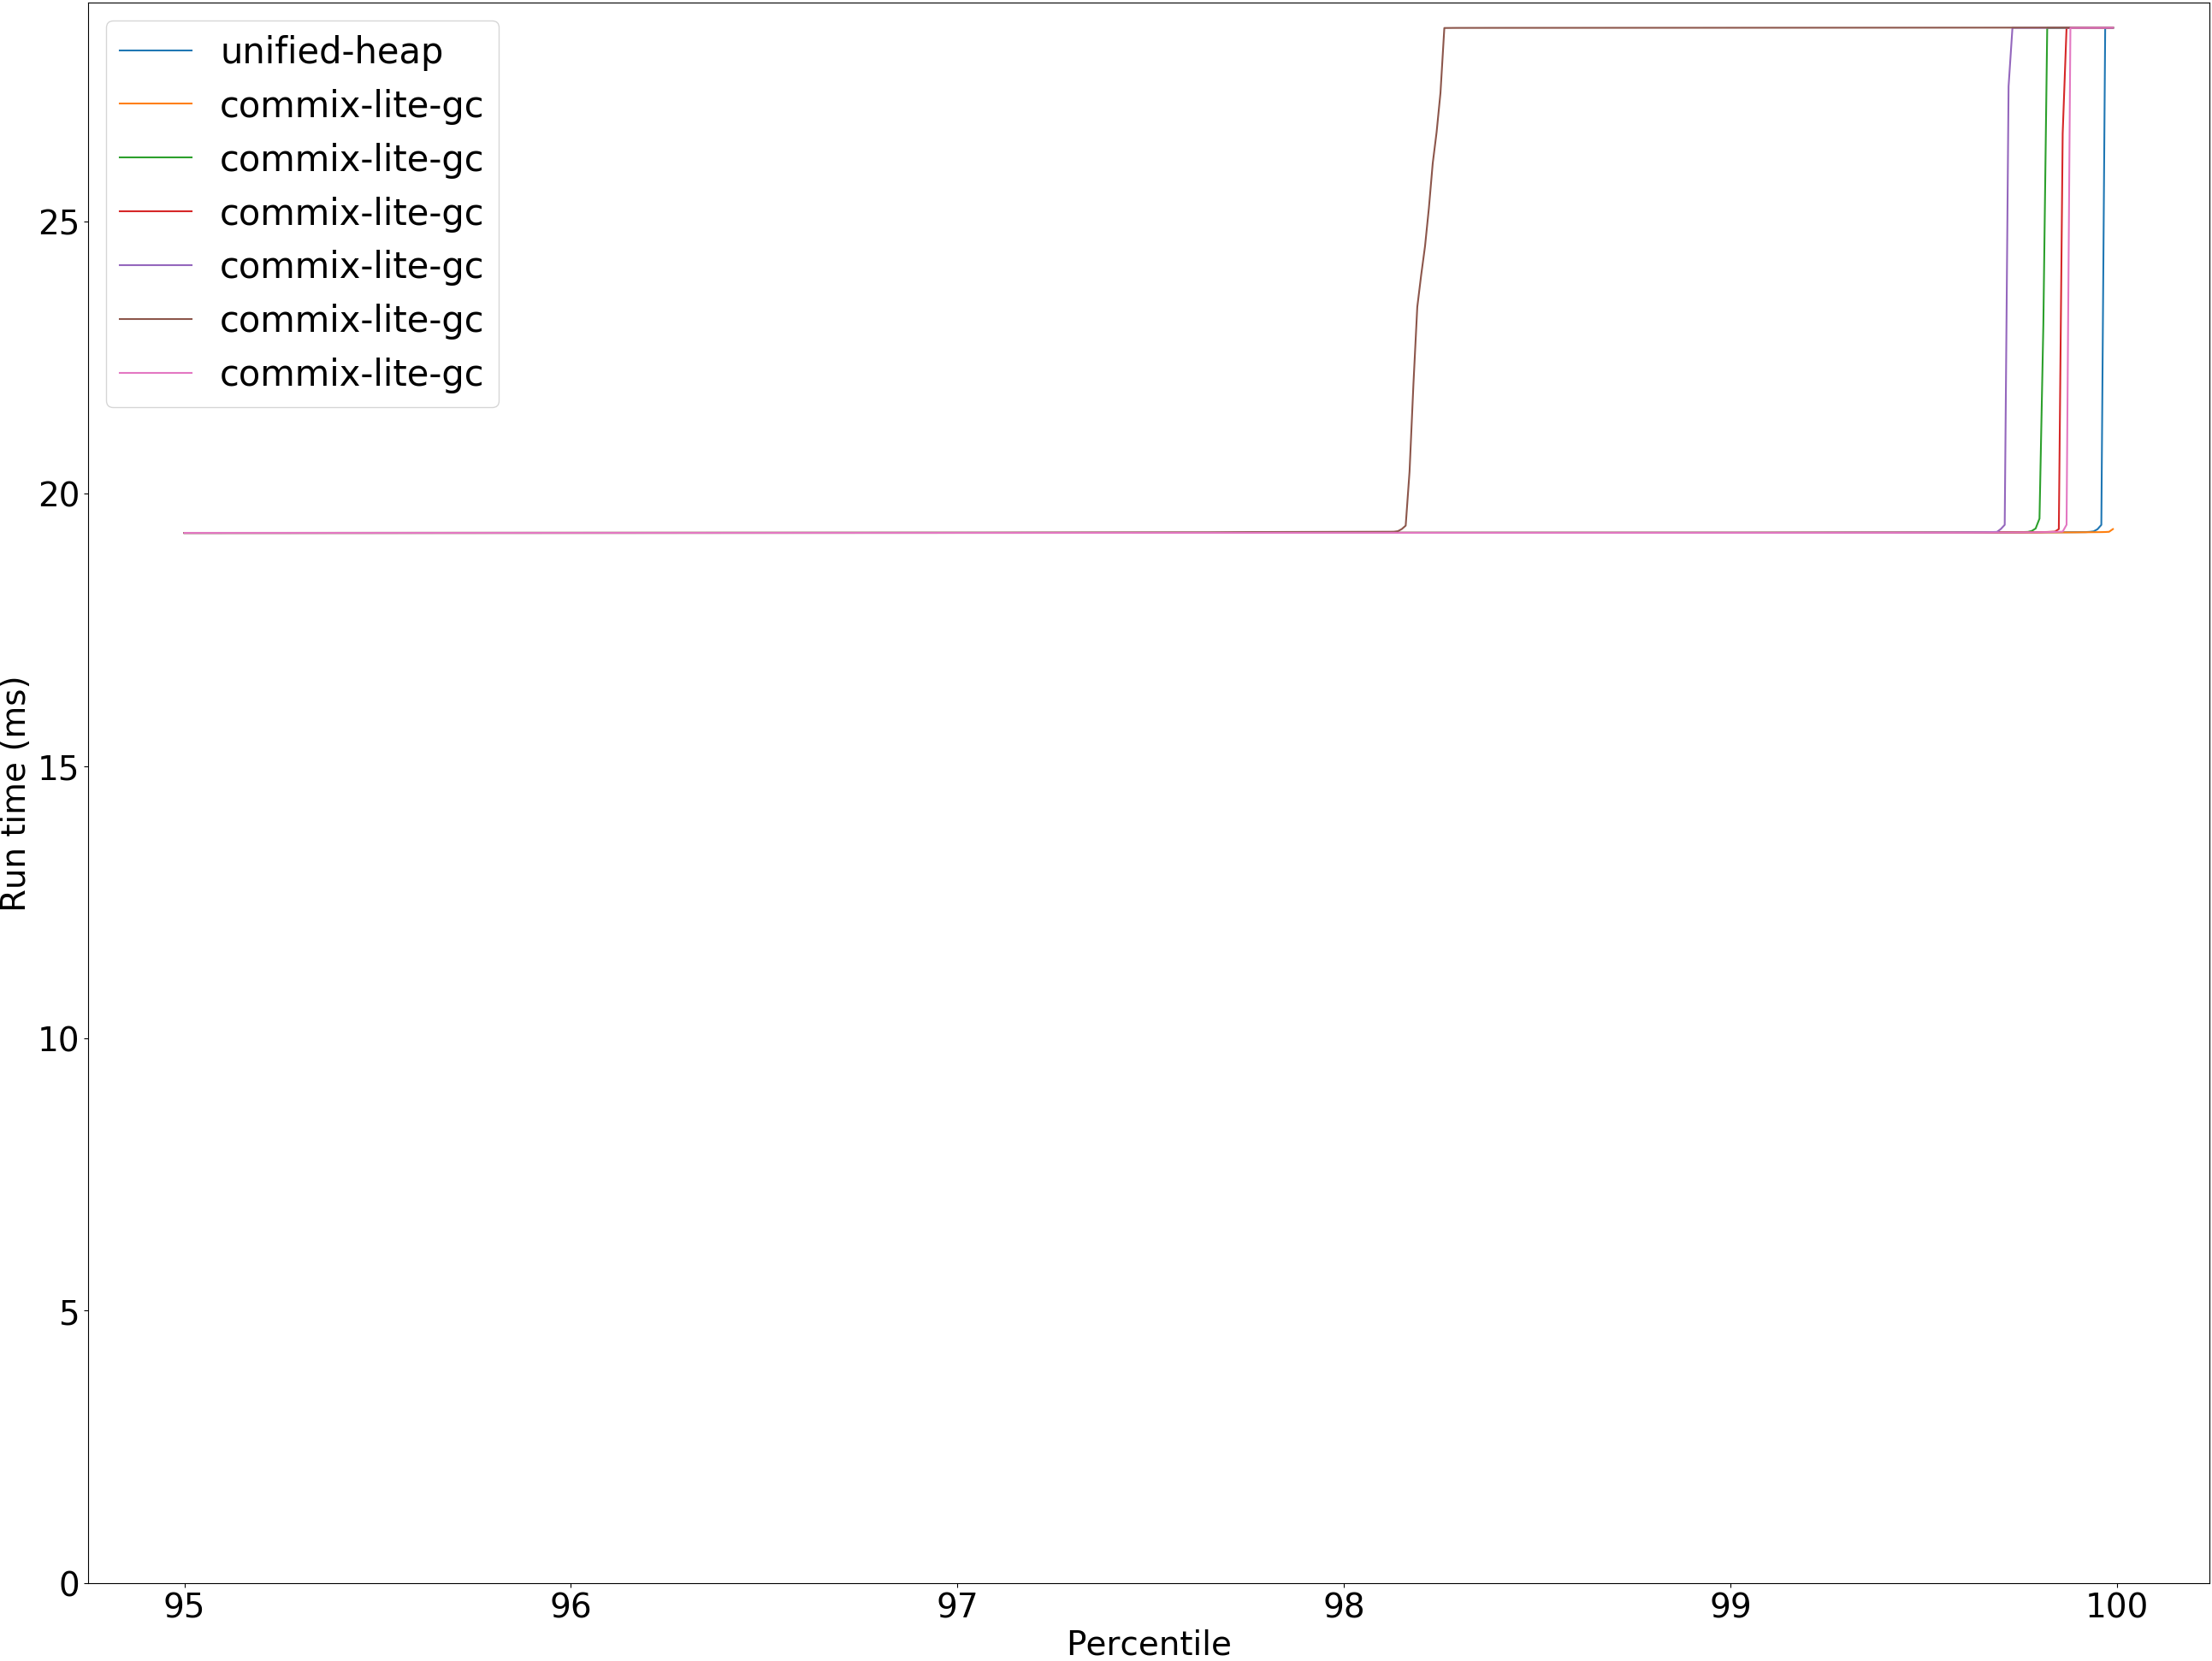 unified-heap
commix-lite-gc
commix-lite-gc
commix-lite-gc
commix-lite-gc
commix-lite-gc
commix-lite-gc
25
20
15
10
5
0
Run time (ms)
95 96 97 98 99 100
Percentile